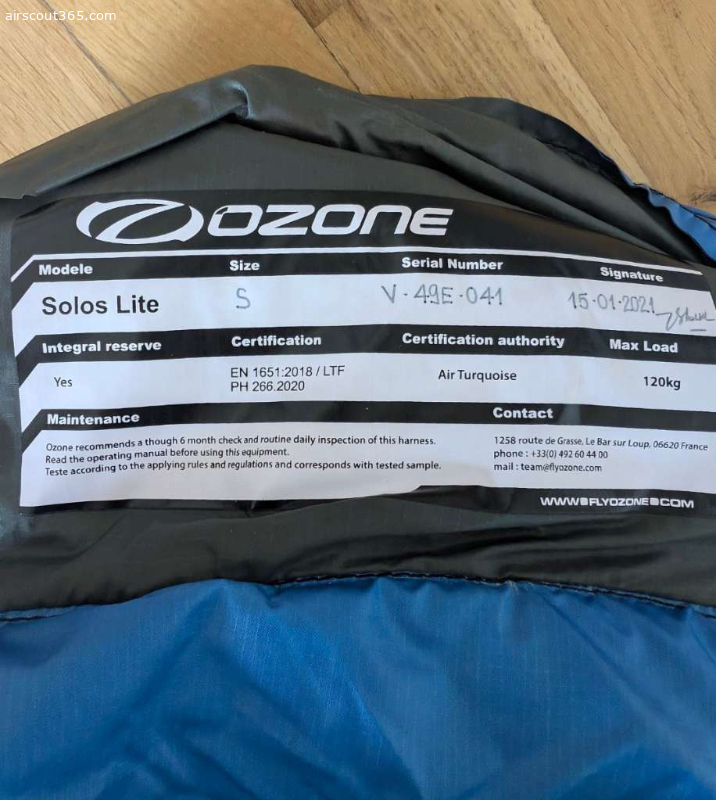 airscout365.com
OZONE
Modele Size Serial Number Signature
Solos Lite S V-49E-041 15-01-2021
Integral reserve Certification Certification authority Max Load
Yes EN 1651:2018 / LTF Air Turquoise 120kg
PH 266.2020
Maintenance Contact
Ozone recommends a though 6 month check and routine daily inspection of this harness.
Read the operating manual before using this equipment.
Teste according to the applying rules and regulations and corresponds with tested sample.
1258 route de Grasse, Le Bar sur Loup, 06620 France
phone : +33(0) 492 60 44 00
mail : team@flyozone.com
WWW.FLYOZONE.COM